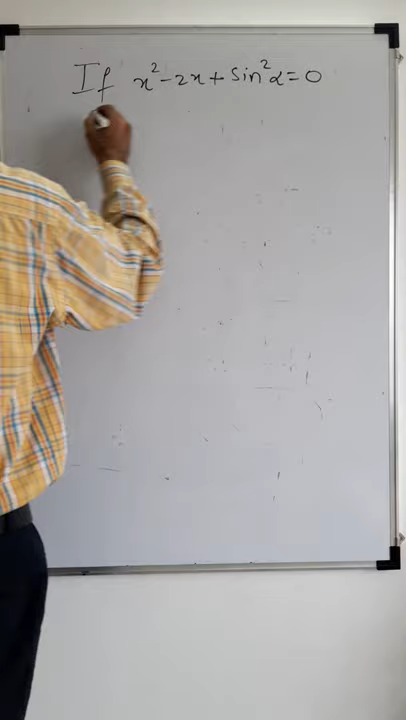 If x² - 2x + Sin²α = 0